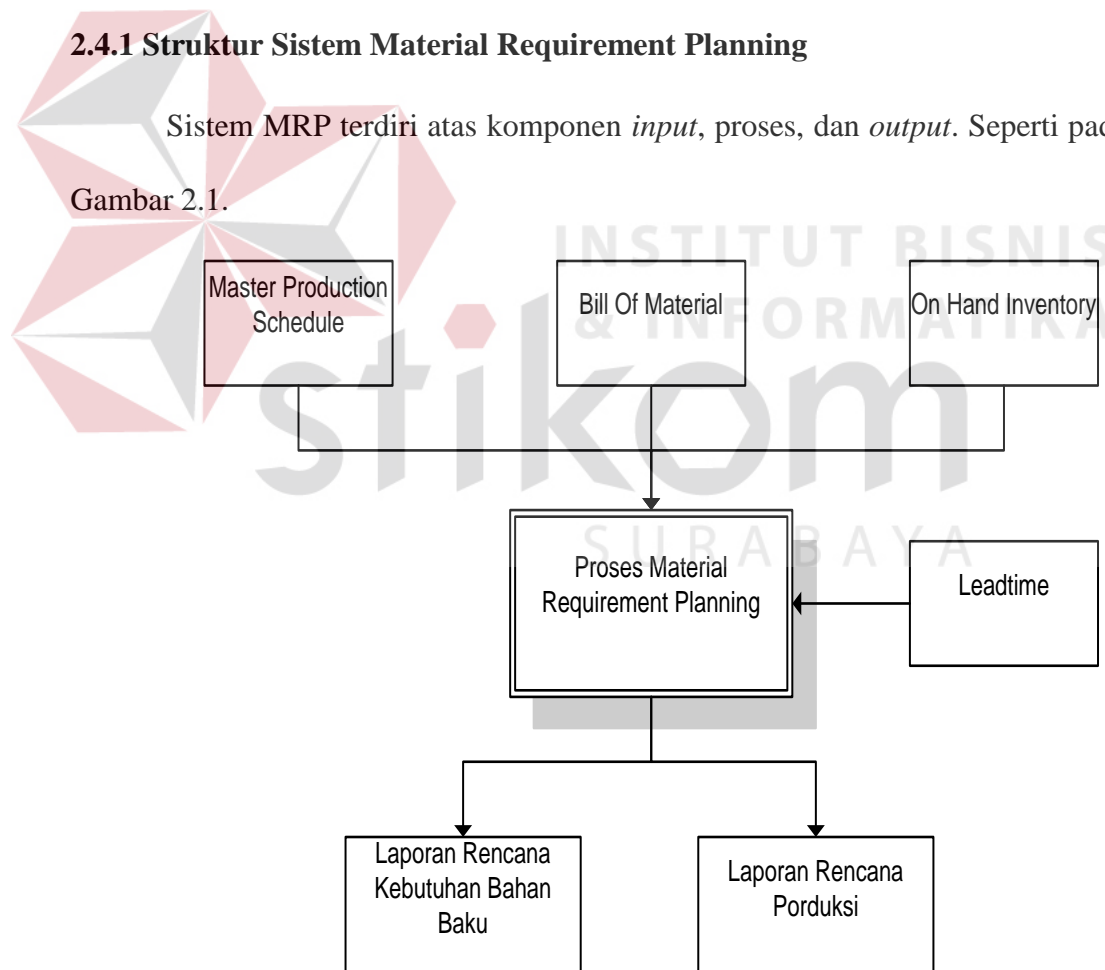 2.4.1 Struktur Sistem Material Requirement Planning
Sistem MRP terdiri atas komponen input, proses, dan output. Seperti pad
Gambar 2.1.
INSTITUT BISNIS
& INFORMATIKA
stikom
SURABAYA
Master Production
Schedule
Bill Of Material
On Hand Inventory
Proses Material
Requirement Planning
Leadtime
Laporan Rencana
Kebutuhan Bahan
Baku
Laporan Rencana
Porduksi